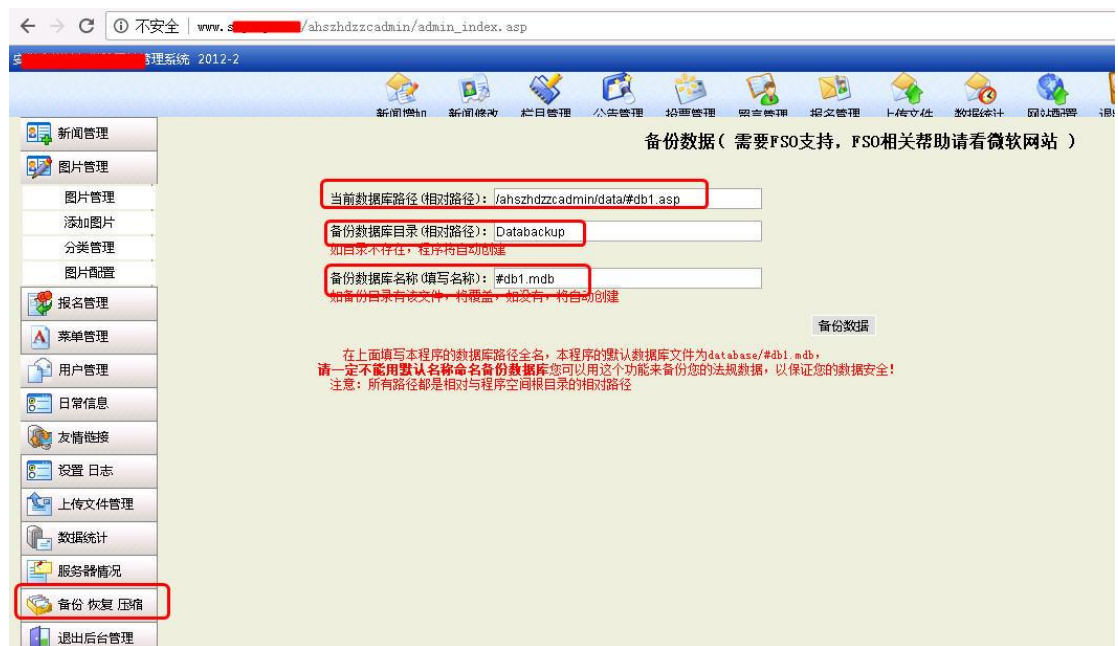 不安全 www.s /ahszhdzzcadmin/admin_index.asp
管理系统 2012-2
新闻增加 新闻修改 栏目管理 公告管理 投票管理 留言管理 报名管理 上传文件 数据统计 网站配置
新闻管理
图片管理
图片管理
添加图片
分类管理
图片配置
报名管理
菜单管理
用户管理
日常信息
友情链接
设置 日志
上传文件管理
数据统计
服务器情况
备份 恢复 压缩
退出后台管理
备份数据( 需要FSO支持, FSO相关帮助请看微软网站 )
当前数据库路径(相对路径): /ahszhdzzcadmin/data/#db1.asp
备份数据库目录(相对路径): Databackup
如目录不存在，程序将自动创建
备份数据库名称(填写名称): #db1.mdb
如备份目录有该文件，将覆盖，如没有，将自动创建
备份数据
在上面填写本程序的数据库路径全名，本程序的默认数据库文件为database/#db1.mdb，
请一定不能用默认名称命名备份数据库您可以用这个功能来备份您的法规数据，以保证您的数据安全!
注意：所有路径都是相对与程序空间根目录的相对路径